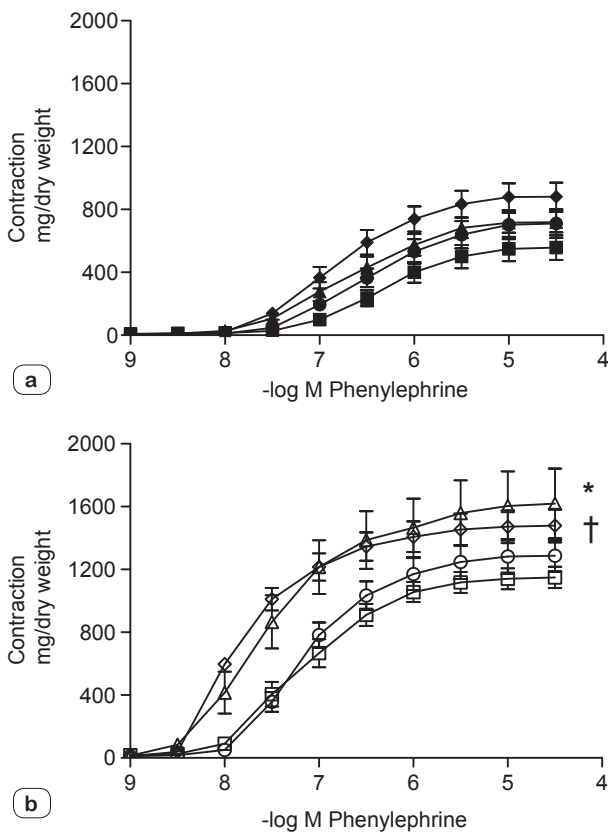 2000
1600
1200
800
400
0
Contraction
mg/dry weight
9 8 7 6 5 4
-log M Phenylephrine
a
2000
1600
1200
800
400
0
Contraction
mg/dry weight
*
†
9 8 7 6 5 4
-log M Phenylephrine
b